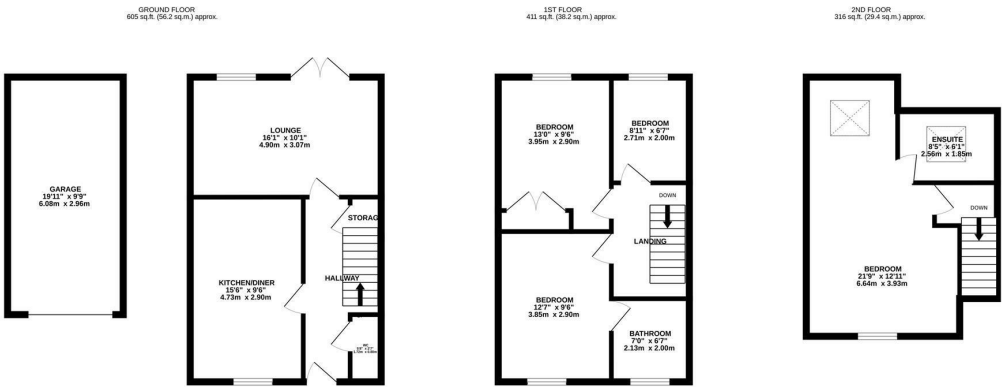 GROUND FLOOR
605 sq.ft. (56.2 sq.m.) approx.
1ST FLOOR
411 sq.ft. (38.2 sq.m.) approx.
2ND FLOOR
316 sq.ft. (29.4 sq.m.) approx.
GARAGE
19'11" x 9'9"
6.08m x 2.96m
LOUNGE
16'1" x 10'1"
4.90m x 3.07m
STORAG
KITCHEN/DINER
15'6" x 9'6"
4.73m x 2.90m
HALLWAY
WC
BEDROOM
13'0" x 9'6"
3.95m x 2.90m
BEDROOM
8'11" x 6'7"
2.71m x 2.00m
DOWN
LANDING
BEDROOM
12'7" x 9'6"
3.85m x 2.90m
BATHROOM
7'0" x 6'7"
2.13m x 2.00m
ENSUITE
8'5" x 6'1"
2.56m x 1.85m
DOWN
BEDROOM
21'9" x 12'11"
6.64m x 3.93m